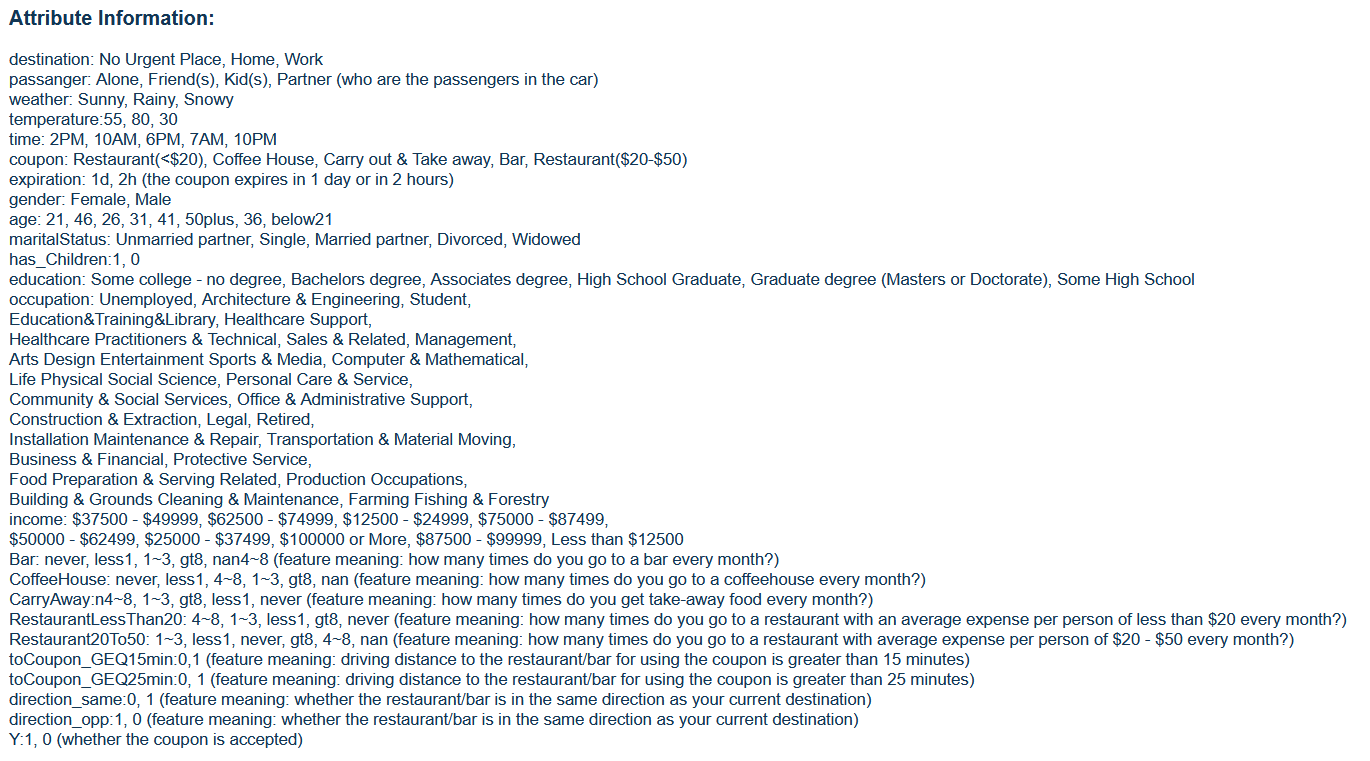 Attribute Information:
destination: No Urgent Place, Home, Work
passanger: Alone, Friend(s), Kid(s), Partner (who are the passengers in the car)
weather: Sunny, Rainy, Snowy
temperature:55, 80, 30
time: 2PM, 10AM, 6PM, 7AM, 10PM
coupon: Restaurant(<$20), Coffee House, Carry out & Take away, Bar, Restaurant($20-$50)
expiration: 1d, 2h (the coupon expires in 1 day or in 2 hours)
gender: Female, Male
age: 21, 46, 26, 31, 41, 50plus, 36, below21
maritalStatus: Unmarried partner, Single, Married partner, Divorced, Widowed
has_Children:1, 0
education: Some college - no degree, Bachelors degree, Associates degree, High School Graduate, Graduate degree (Masters or Doctorate), Some High School
occupation: Unemployed, Architecture & Engineering, Student,
Education&Training&Library, Healthcare Support,
Healthcare Practitioners & Technical, Sales & Related, Management,
Arts Design Entertainment Sports & Media, Computer & Mathematical,
Life Physical Social Science, Personal Care & Service,
Community & Social Services, Office & Administrative Support,
Construction & Extraction, Legal, Retired,
Installation Maintenance & Repair, Transportation & Material Moving,
Business & Financial, Protective Service,
Food Preparation & Serving Related, Production Occupations,
Building & Grounds Cleaning & Maintenance, Farming Fishing & Forestry
income: $37500 - $49999, $62500 - $74999, $12500 - $24999, $75000 - $87499,
$50000 - $62499, $25000 - $37499, $100000 or More, $87500 - $99999, Less than $12500
Bar: never, less1, 1~3, gt8, nan4~8 (feature meaning: how many times do you go to a bar every month?)
CoffeeHouse: never, less1, 4~8, 1~3, gt8, nan (feature meaning: how many times do you go to a coffeehouse every month?)
CarryAway:n4~8, 1~3, gt8, less1, never (feature meaning: how many times do you get take-away food every month?)
RestaurantLessThan20: 4~8, 1~3, less1, gt8, never (feature meaning: how many times do you go to a restaurant with an average expense per person of less than $20 every month?)
Restaurant20To50: 1~3, less1, never, gt8, 4~8, nan (feature meaning: how many times do you go to a restaurant with average expense per person of $20 - $50 every month?)
toCoupon_GEQ15min:0,1 (feature meaning: driving distance to the restaurant/bar for using the coupon is greater than 15 minutes)
toCoupon_GEQ25min:0, 1 (feature meaning: driving distance to the restaurant/bar for using the coupon is greater than 25 minutes)
direction_same:0, 1 (feature meaning: whether the restaurant/bar is in the same direction as your current destination)
direction_opp:1, 0 (feature meaning: whether the restaurant/bar is in the same direction as your current destination)
Y:1, 0 (whether the coupon is accepted)